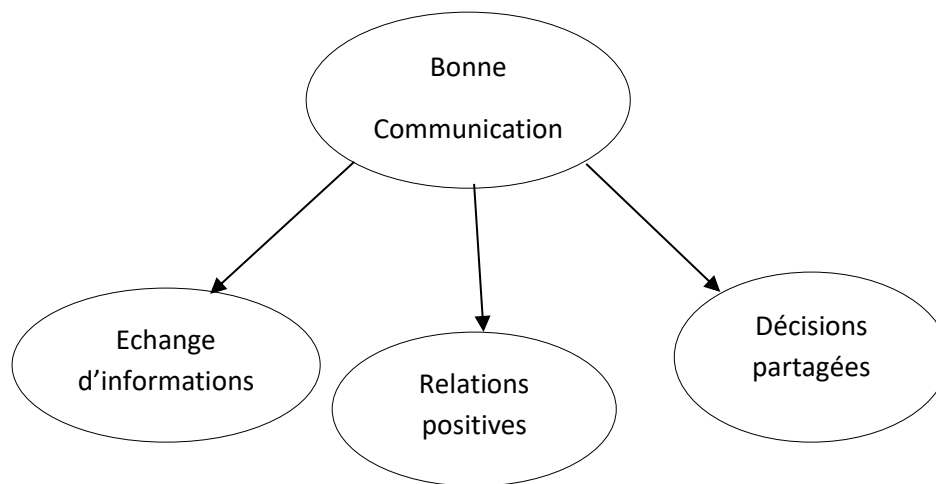 Bonne
Communication
Echange
d’informations
Relations
positives
Décisions
partagées